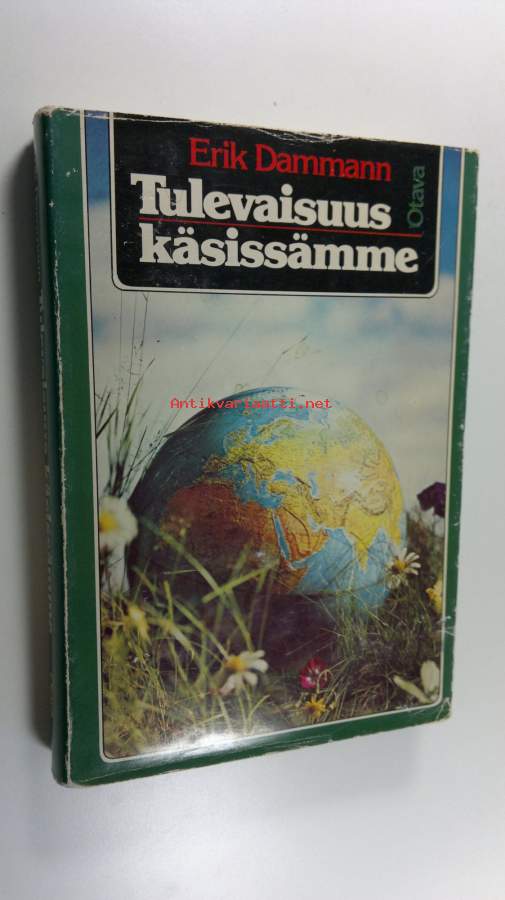 Erik Dammann
Tulevaisuus
käsissämme
Otava
Antikvariaatti.net